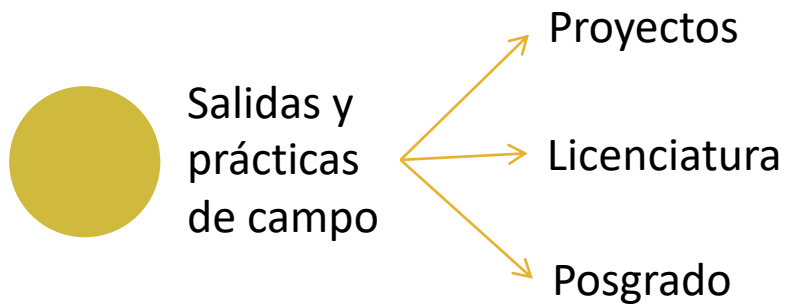 Salidas y
prácticas
de campo
Proyectos
Licenciatura
Posgrado